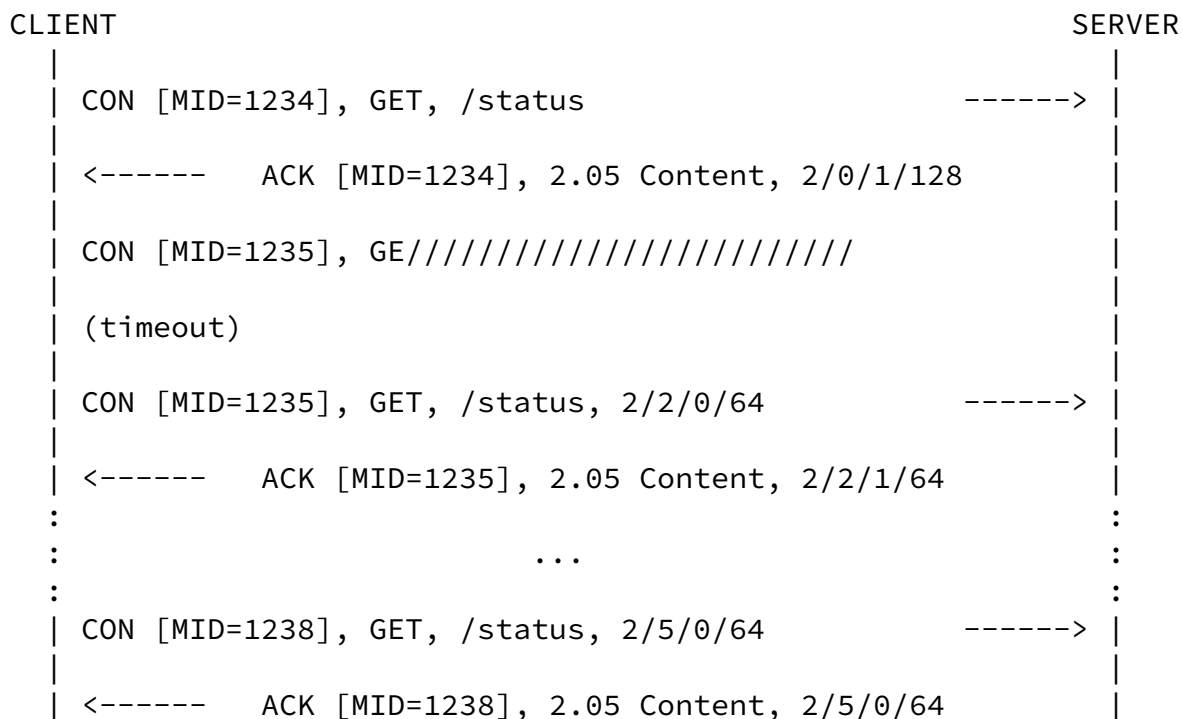 CLIENT                                                     SERVER
  |                                                          |
  | CON [MID=1234], GET, /status                     ------> |
  |                                                          |
  | <------   ACK [MID=1234], 2.05 Content, 2/0/1/128        |
  |                                                          |
  | CON [MID=1235], GE/////////////////////////              |
  |                                                          |
  | (timeout)                                                |
  |                                                          |
  | CON [MID=1235], GET, /status, 2/2/0/64           ------> |
  |                                                          |
  | <------   ACK [MID=1235], 2.05 Content, 2/2/1/64         |
  :                                                          :
  :                          ...                             :
  :                                                          :
  | CON [MID=1238], GET, /status, 2/5/0/64           ------> |
  |                                                          |
  | <------   ACK [MID=1238], 2.05 Content, 2/5/0/64         |